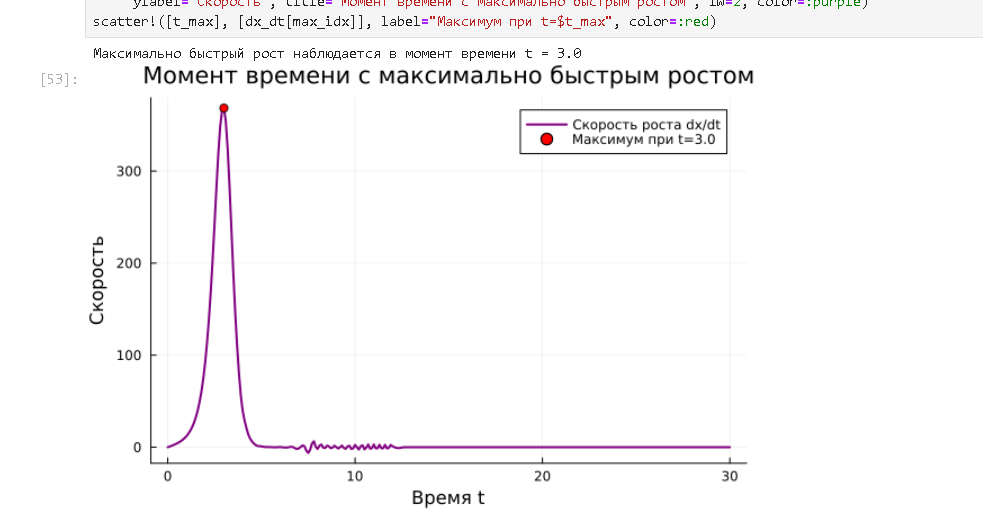 ylabel="Скорость", title="Момент времени с максимально быстрым ростом", lw=2, color=:purple)
scatter!([t_max], [dx_dt[max_idx]], label="Максимум при t=$t_max", color=:red)
Максимально быстрый рост наблюдается в момент времени t = 3.0
[53]:
Момент времени с максимально быстрым ростом
Скорость роста dx/dt
Максимум при t=3.0
300
200
100
0
Скорость
0 10 20 30
Время t